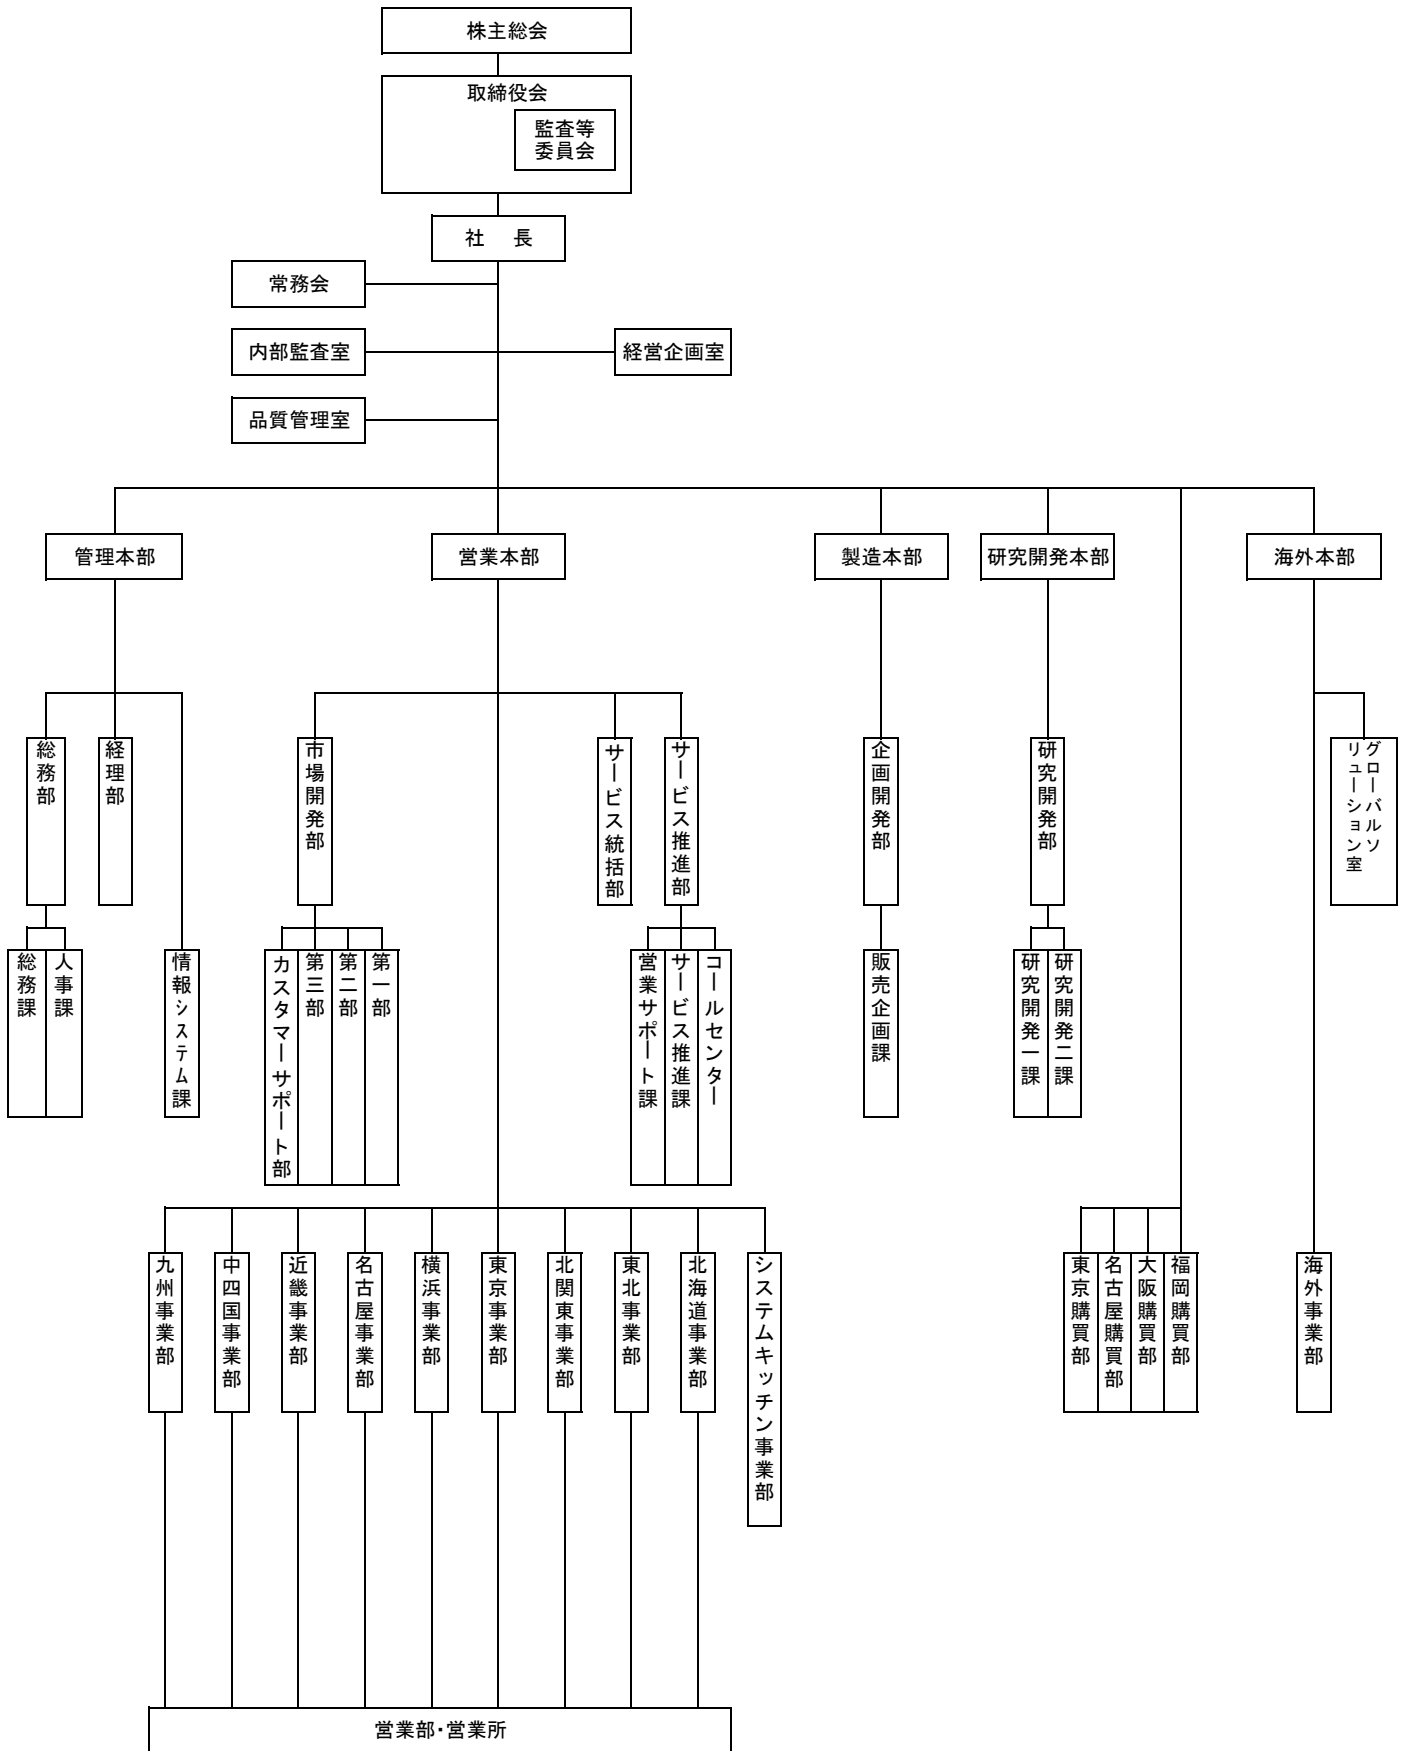 株主総会
取締役会
監査等
委員会
社 長
常務会
内部監査室
経営企画室
品質管理室
管理本部
営業本部
製造本部
研究開発本部
海外本部
総務部
経理部
市場開発部
サービス統括部
サービス推進部
企画開発部
研究開発部
グローバルソ
リューション室
総務課
人事課
情報システム課
カスタマーサポート部
第三部
第二部
第一部
営業サポート課
サービス推進課
コールセンター
販売企画課
研究開発一課
研究開発二課
九州事業部
中四国事業部
近畿事業部
名古屋事業部
横浜事業部
東京事業部
北関東事業部
東北事業部
北海道事業部
システムキッチン事業部
東京購買部
名古屋購買部
大阪購買部
福岡購買部
海外事業部
営業部・営業所